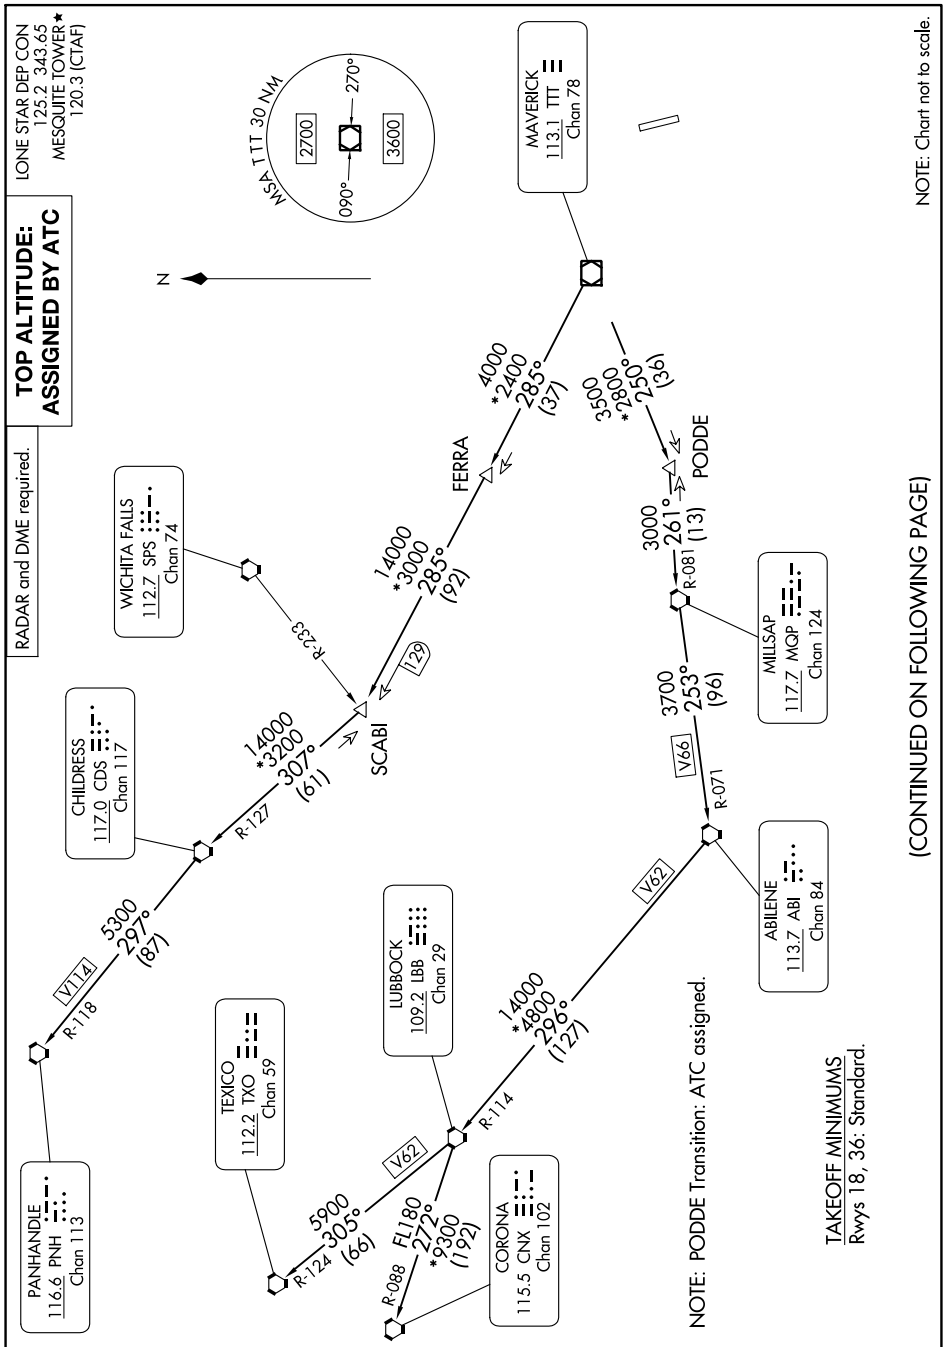 LONE STAR DEP CON
125.2 343.65
MESQUITE TOWER★
120.3 (CTAF)
TOP ALTITUDE:
ASSIGNED BY ATC
RADAR and DME required.
MSA TTT 30 NM
2700
090°
270°
3600
N
MAVERICK
113.1 TTT
Chan 78
4000
*2400
285°
(37)
FERRA
14000
*3000
285°
(92)
129
SCABI
WICHITA FALLS
112.7 SPS
Chan 74
R-233
14000
*3200
307°
(61)
R-127
CHILDRESS
117.0 CDS
Chan 117
5300
297°
(87)
V114
R-118
PANHANDLE
116.6 PNH
Chan 113
3500
*2800
250°
(36)
PODDE
3000
261°
(13)
R-081
MILLSAP
117.7 MQP
Chan 124
3700
253°
(96)
V66
R-071
ABILENE
113.7 ABI
Chan 84
V62
14000
*4800
296°
(127)
R-114
LUBBOCK
109.2 LBB
Chan 29
V62
5900
305°
(66)
R-124
TEXICO
112.2 TXO
Chan 59
FL180
272°
*9300
(192)
R-088
CORONA
115.5 CNX
Chan 102
NOTE: PODDE Transition: ATC assigned.
TAKEOFF MINIMUMS
Rwys 18, 36: Standard.
NOTE: Chart not to scale.
(CONTINUED ON FOLLOWING PAGE)